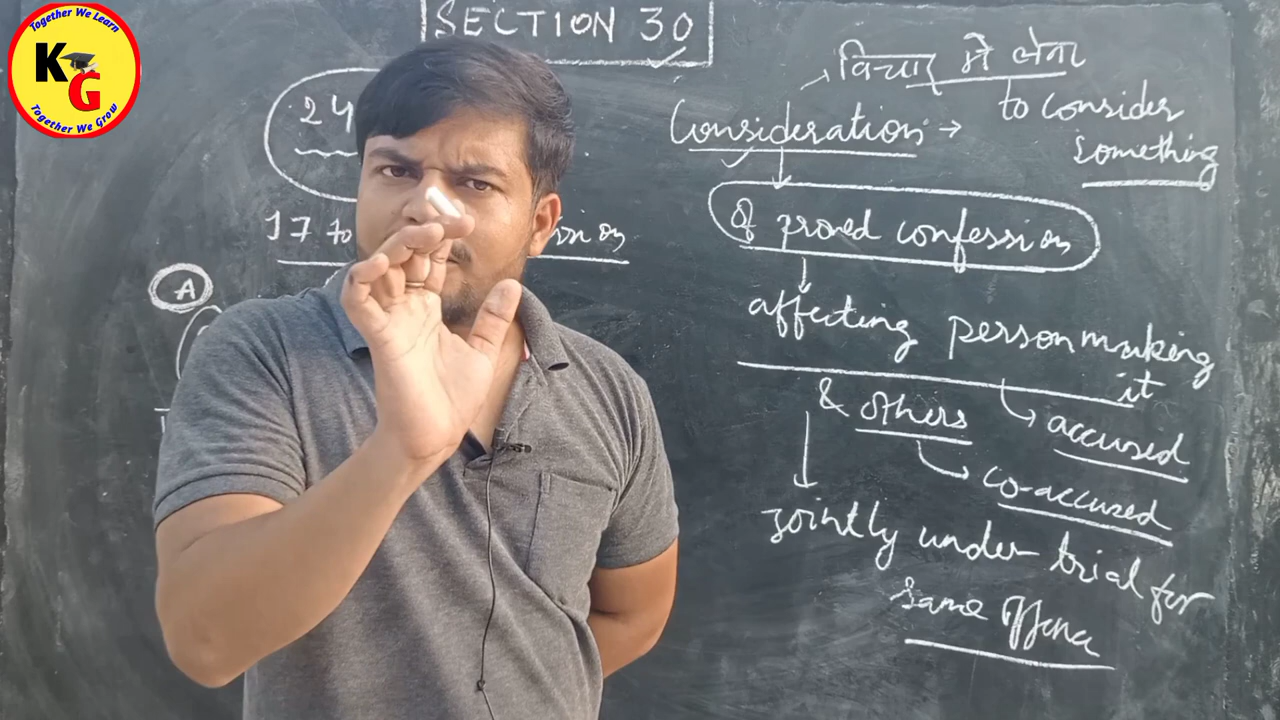 Together We Learn
KG
Together We Grow
SECTION 30
24
17 to
A
विचार में लेना
Consideration → to consider
something
of proved confession
affecting person making
it
& others
accused
co-accused
Jointly under trial for
same offence